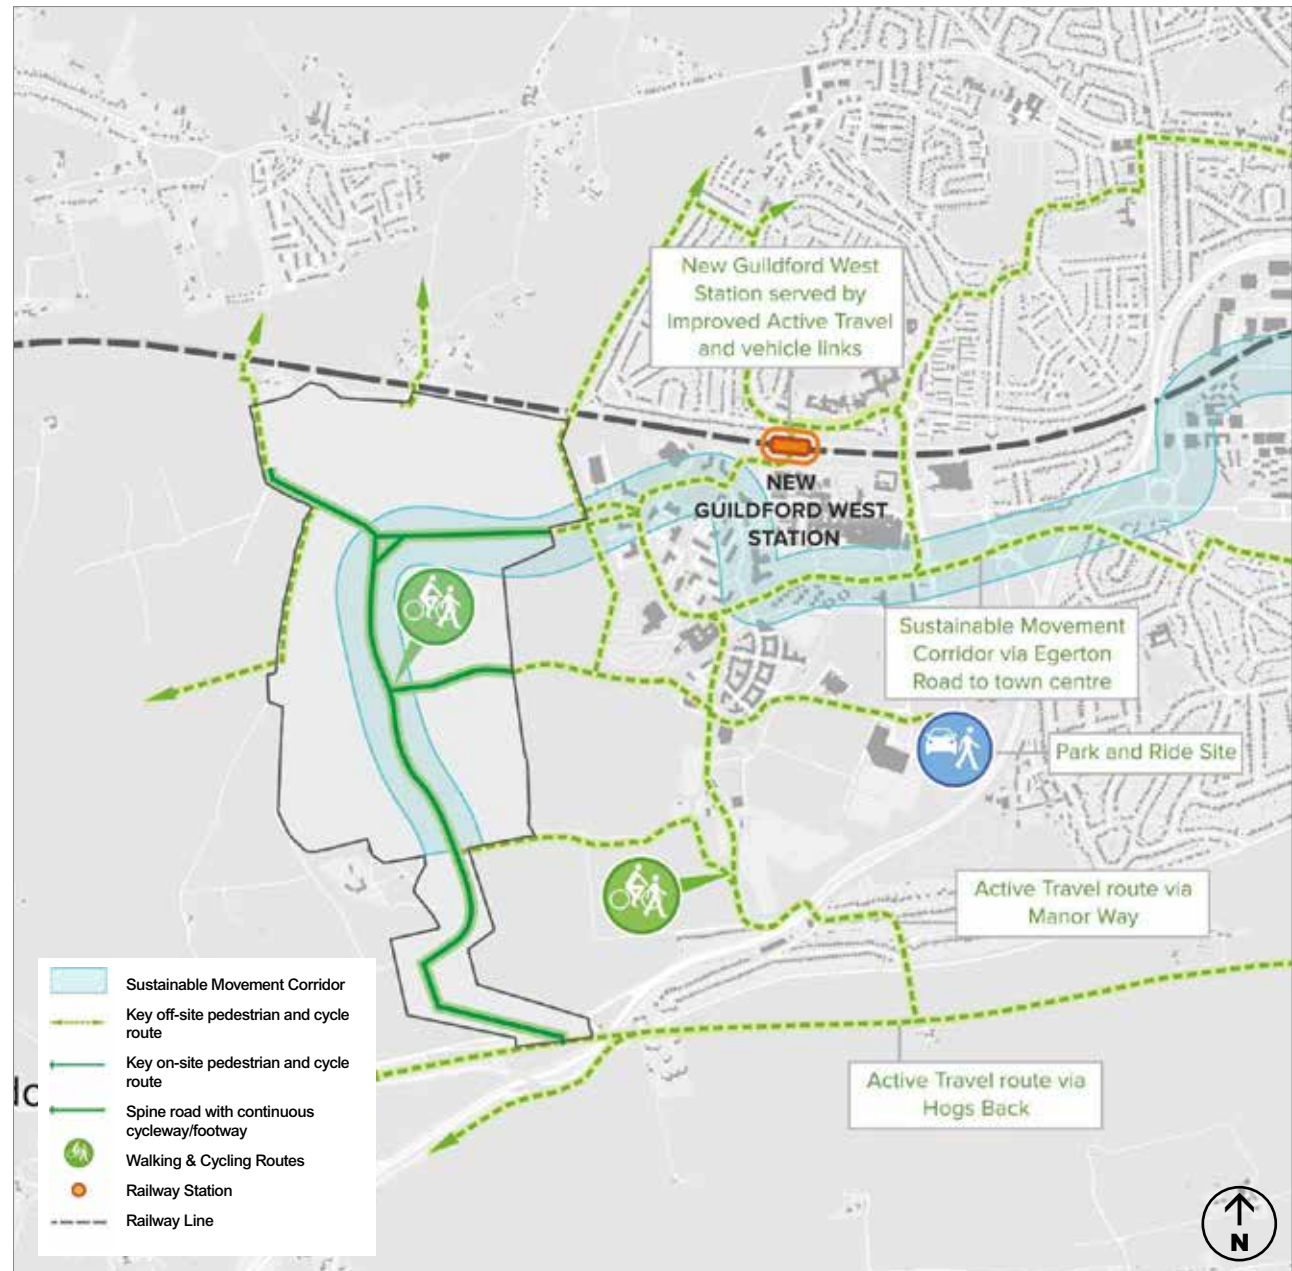 New Guildford West
Station served by
Improved Active Travel
and vehicle links
NEW
GUILDFORD WEST
STATION
Sustainable Movement
Corridor via Egerton
Road to town centre
Park and Ride Site
Active Travel route via
Manor Way
Active Travel route via
Hogs Back
Sustainable Movement Corridor
Key off-site pedestrian and cycle
route
Key on-site pedestrian and cycle
route
Spine road with continuous
cycleway/footway
Walking & Cycling Routes
Railway Station
Railway Line
N